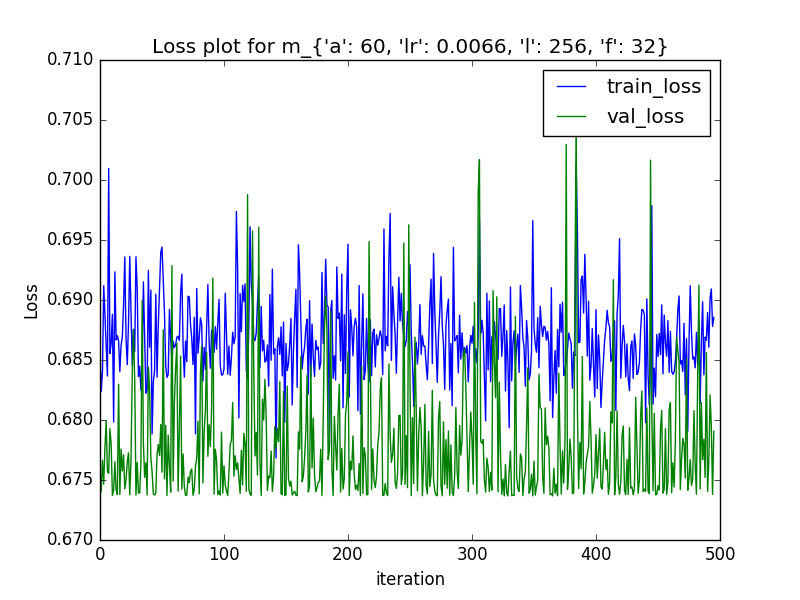 Loss plot for m_{'a': 60, 'lr': 0.0066, 'l': 256, 'f': 32}
0.710
0.705
0.700
0.695
0.690
0.685
0.680
0.675
0.670
Loss
train_loss
val_loss
0 100 200 300 400 500
iteration